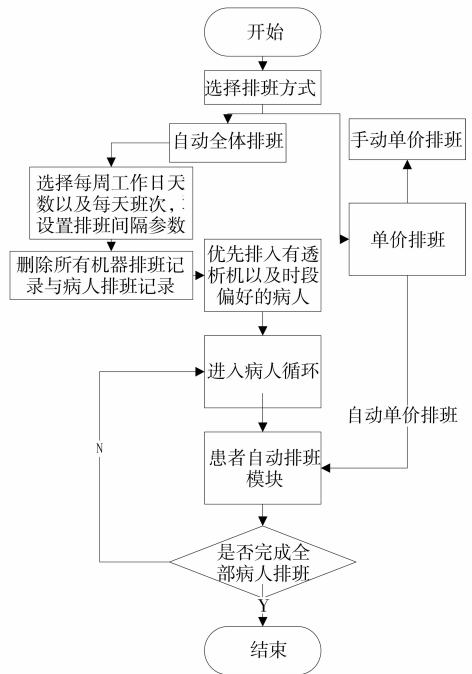 开始
选择排班方式
自动全体排班
手动单价排班
选择每周工作日天
数以及每天班次，
设置排班间隔参数
单价排班
删除所有机器排班记
录与病人排班记录
优先排入有透
析机以及时段
偏好的病人
进入病人循环
自动单价排班
N
患者自动排班
模块
是否完成全
部病人排班
Y
结束